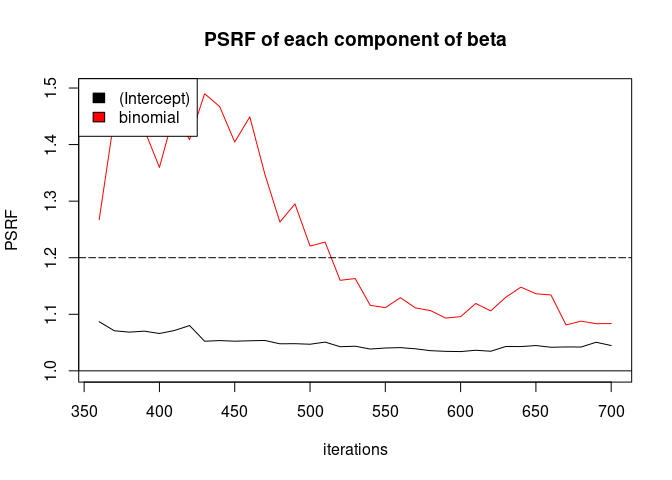 PSRF of each component of beta
(Intercept)
binomial
PSRF
1.5
1.4
1.3
1.2
1.1
1.0
350 400 450 500 550 600 650 700
iterations